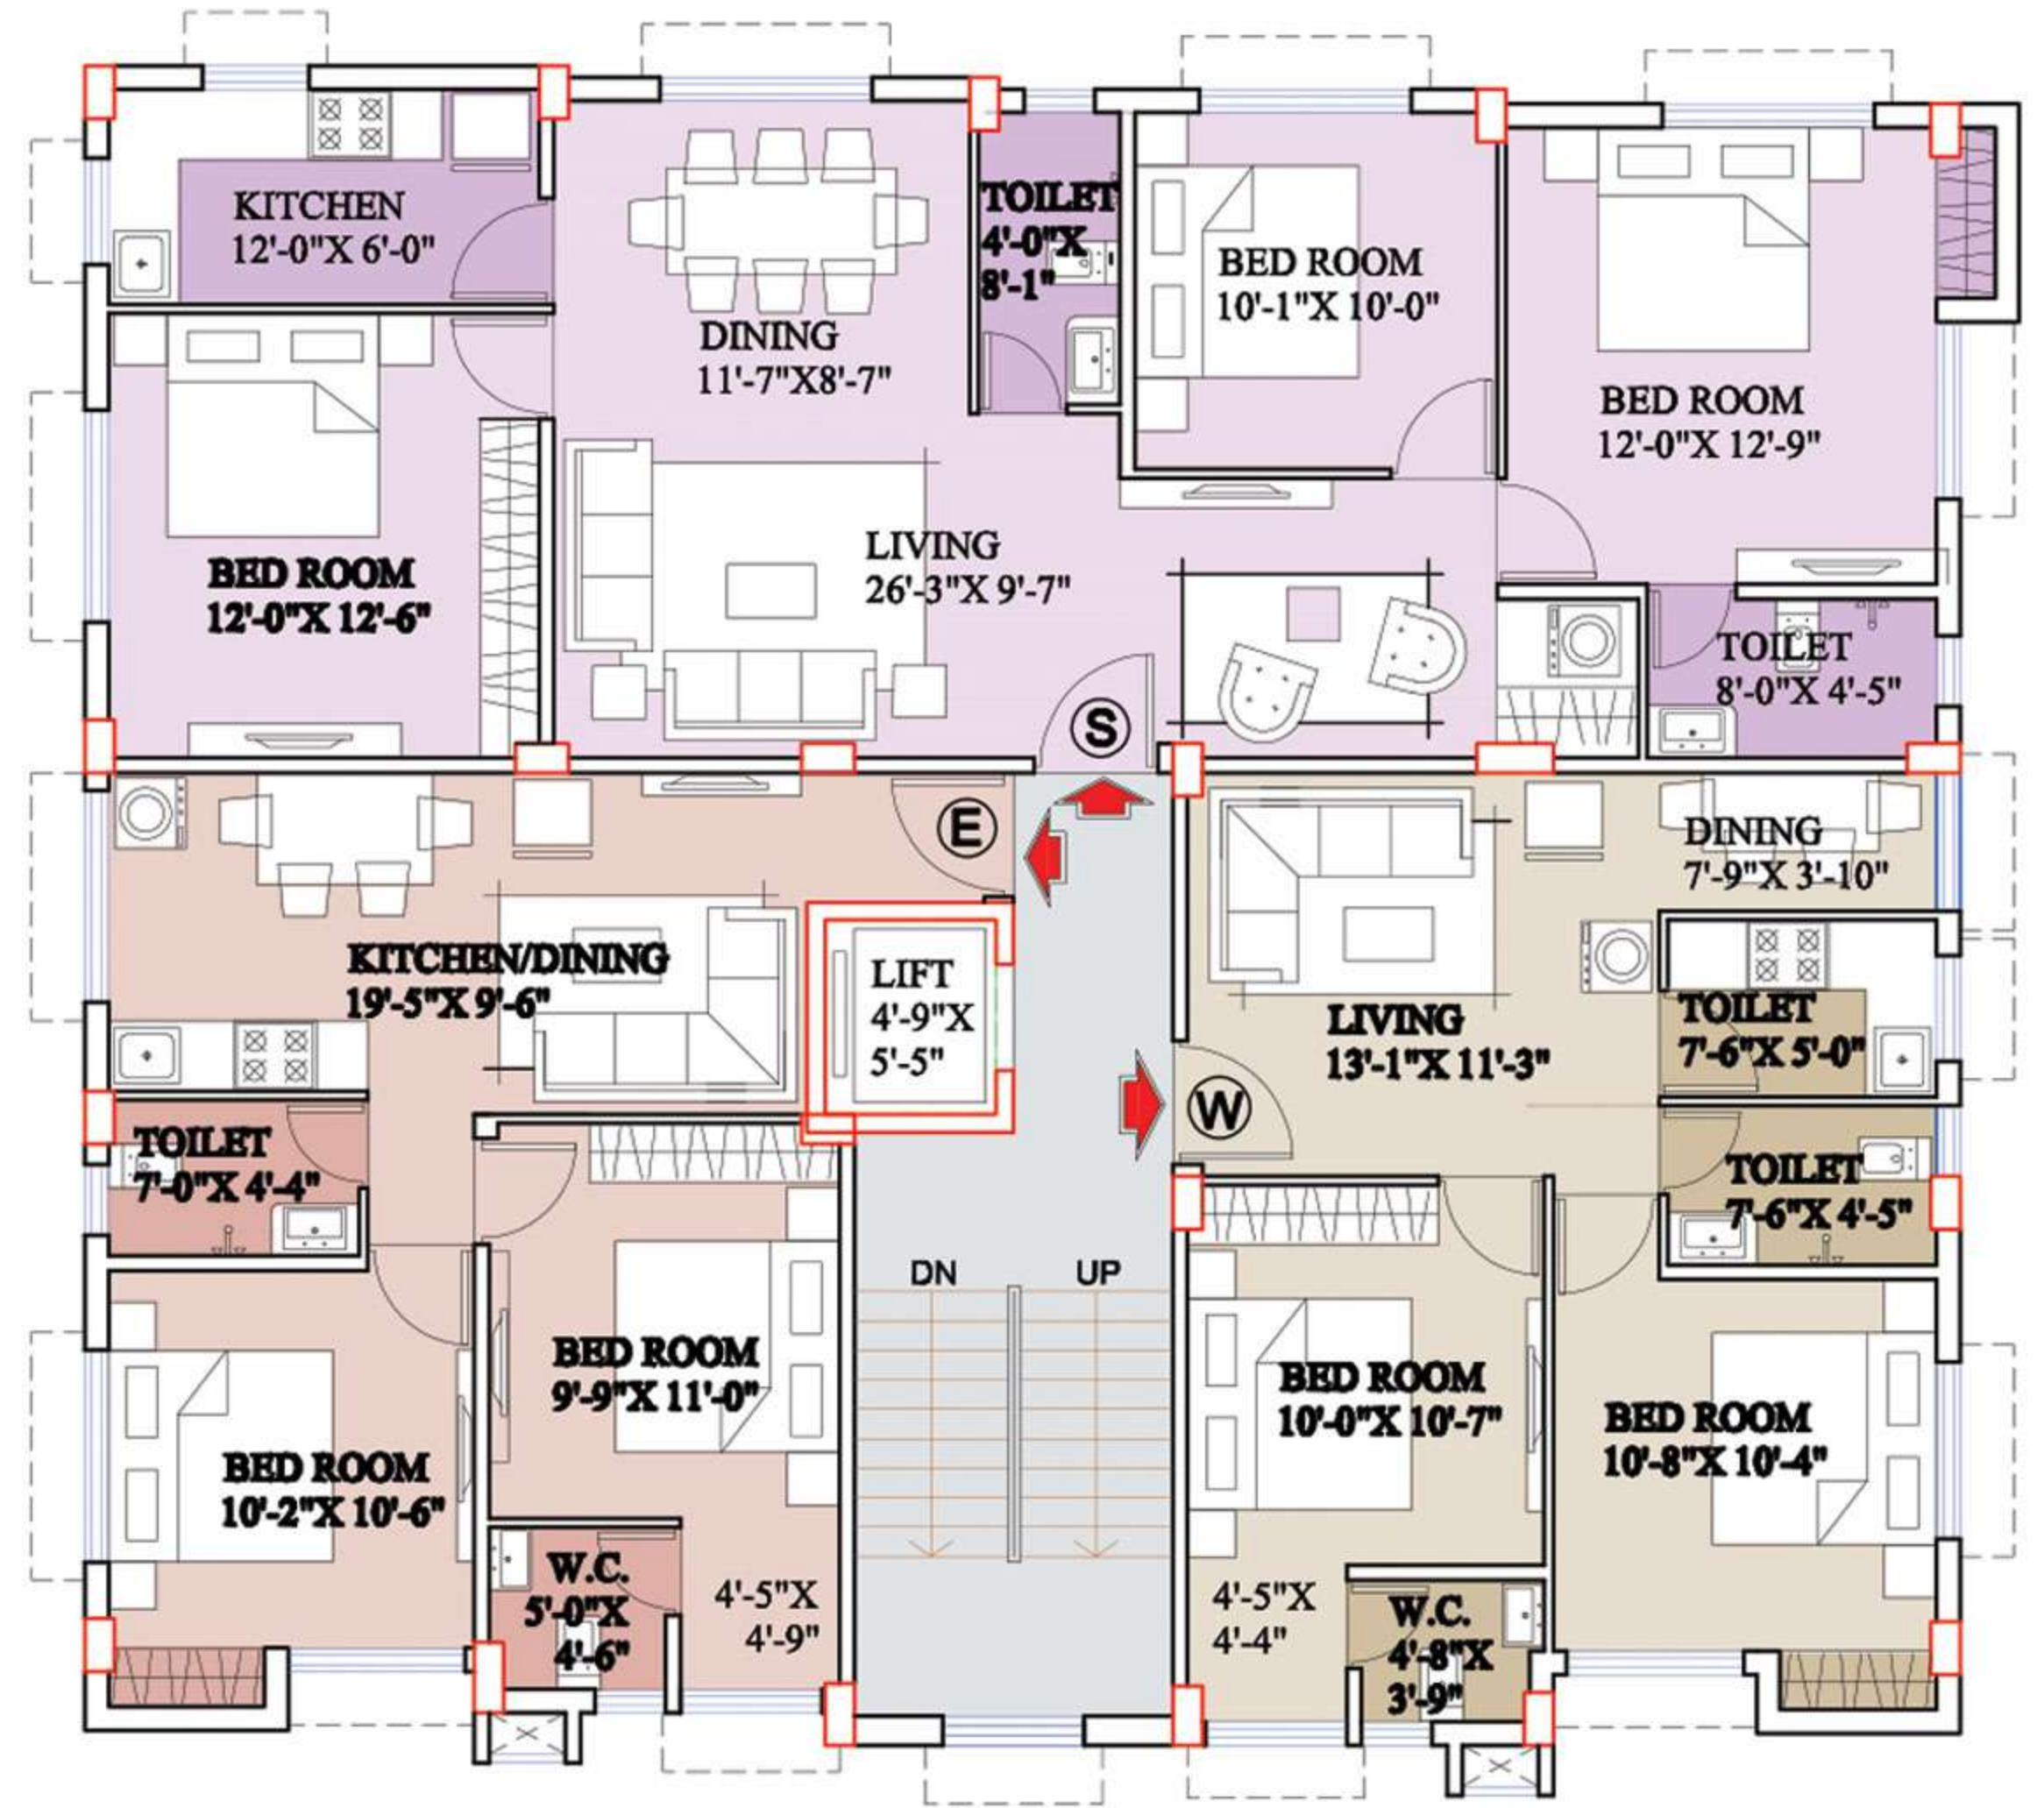 KITCHEN
12'-0"X 6'-0"
DINING
11'-7"X8'-7"
TOILET
4'-0"X
8'-1"
BED ROOM
10'-1"X 10'-0"
BED ROOM
12'-0"X 12'-9"
BED ROOM
12'-0"X 12'-6"
LIVING
26'-3"X 9'-7"
TOILET
8'-0"X 4'-5"
S
E
DINING
7'-9"X 3'-10"
KITCHEN/DINING
19'-5"X 9'-6"
LIFT
4'-9"X
5'-5"
LIVING
13'-1"X 11'-3"
TOILET
7'-6"X 5'-0"
W
TOILET
7'-0"X 4'-4"
TOILET
7'-6"X 4'-5"
DN
UP
BED ROOM
9'-9"X 11'-0"
BED ROOM
10'-0"X 10'-7"
BED ROOM
10'-8"X 10'-4"
BED ROOM
10'-2"X 10'-6"
W.C.
5'-0"X
4'-6"
4'-5"X
4'-9"
4'-5"X
4'-4"
W.C.
4'-8"X
3'-9"